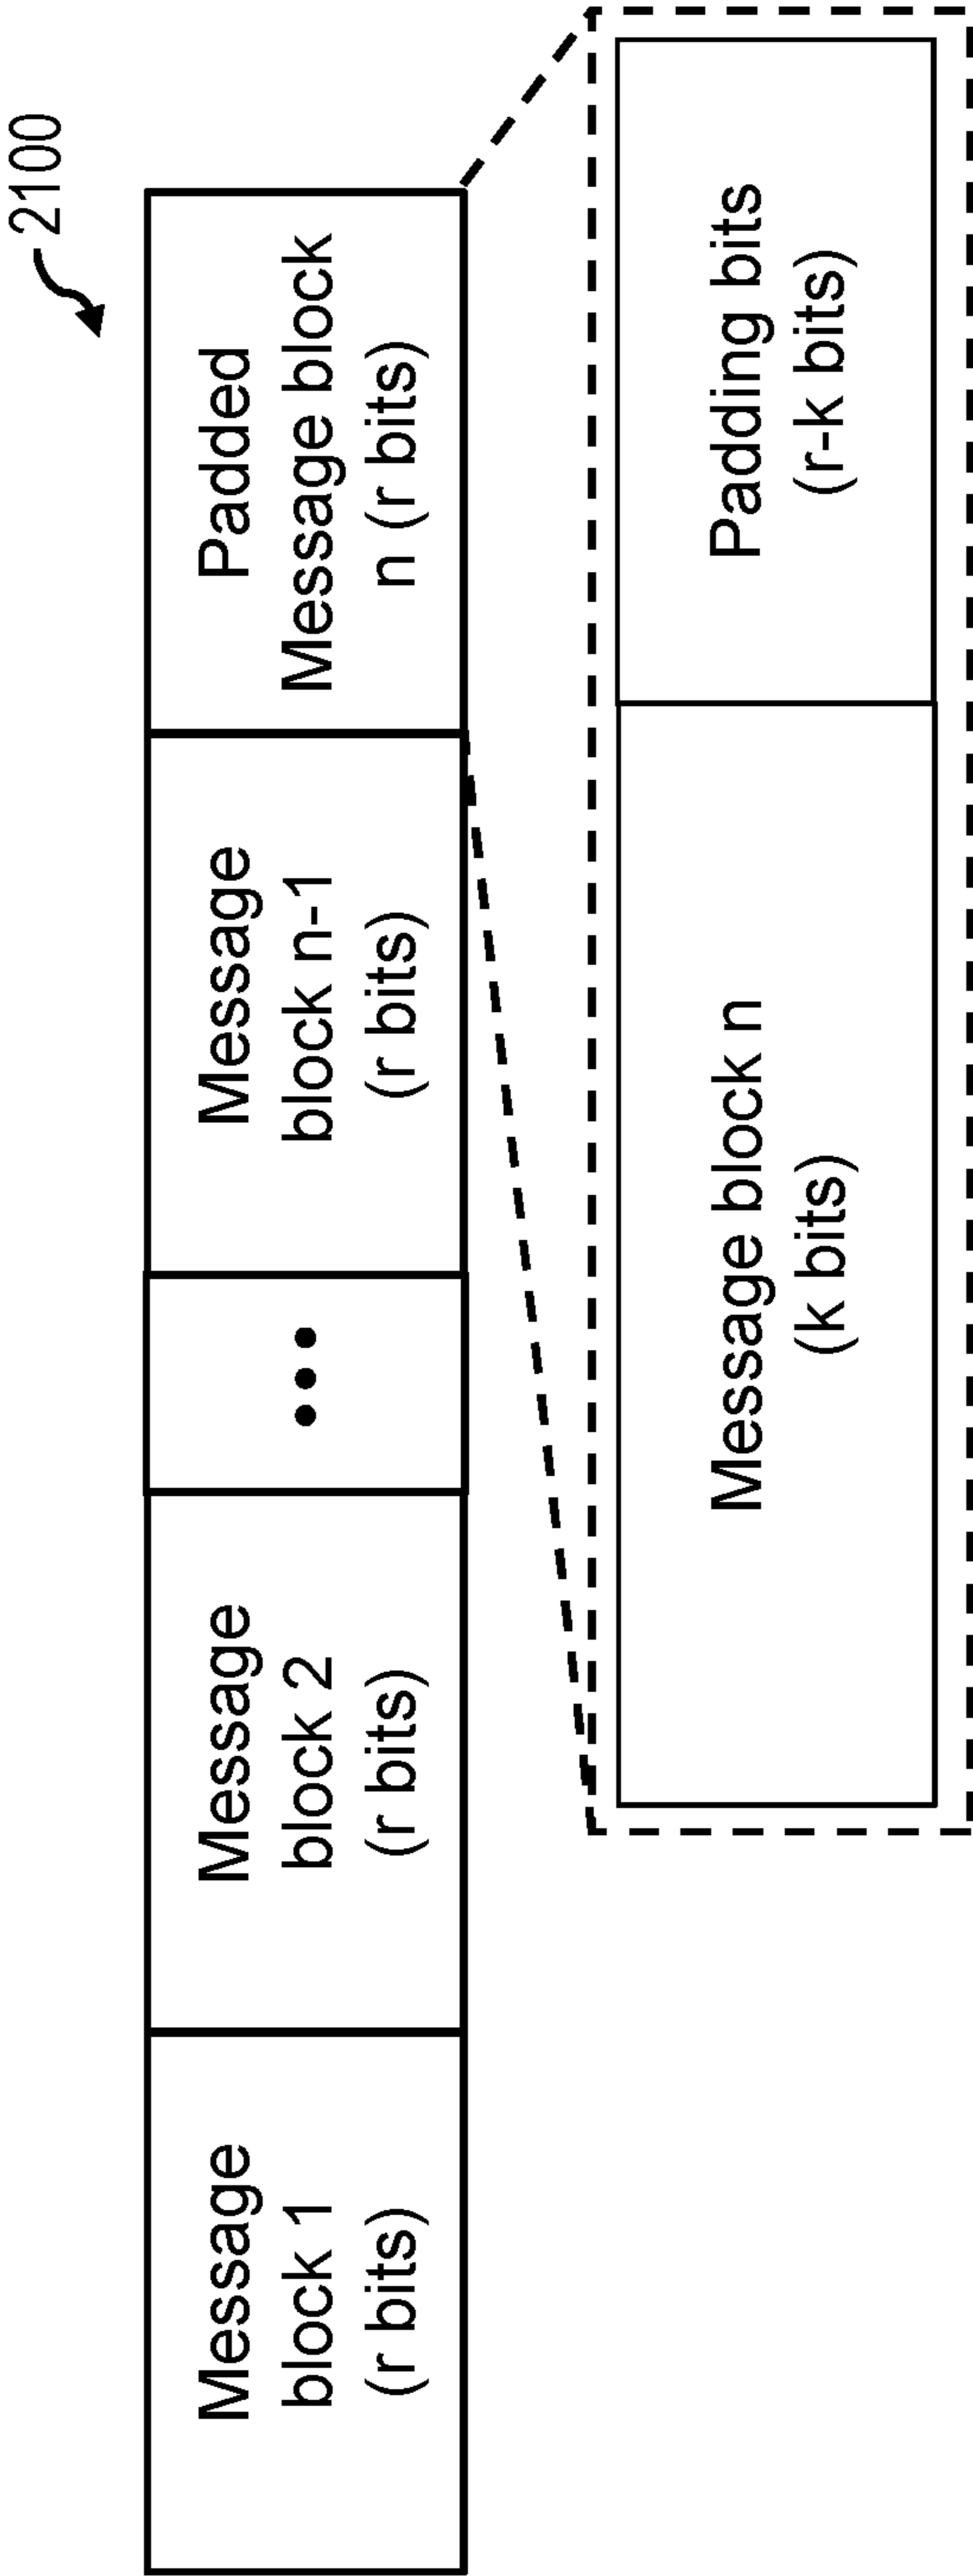 2100
Message
block 1
(r bits)
Message
block 2
(r bits)
•••
Message
block n-1
(r bits)
Padded
Message block
n (r bits)
Message block n
(k bits)
Padding bits
(r-k bits)